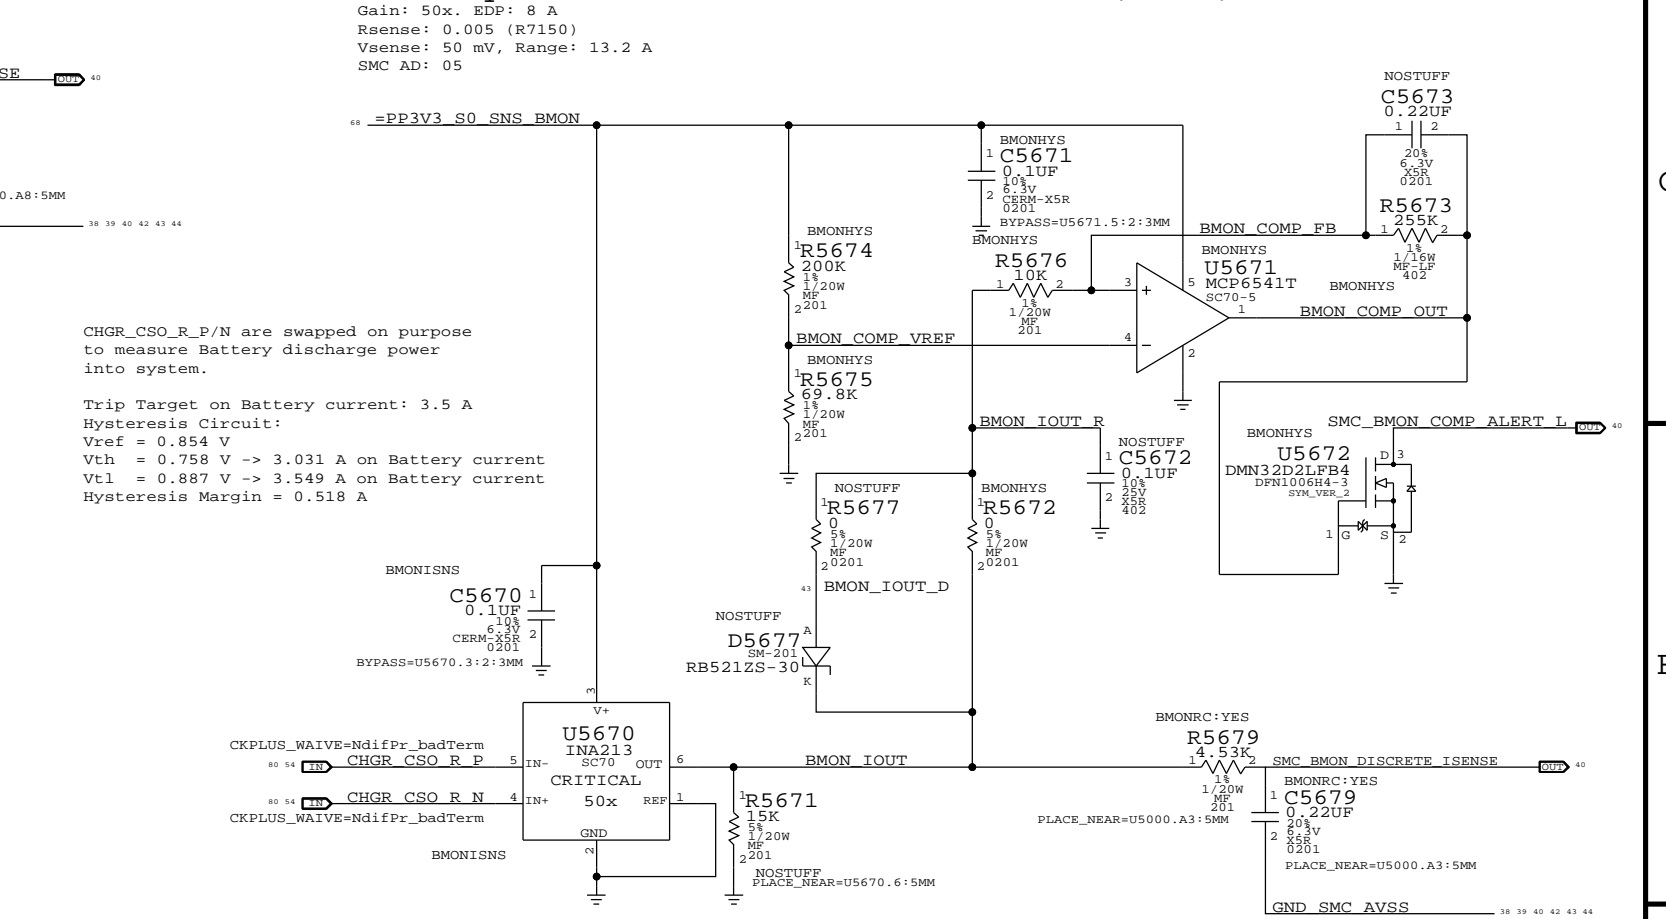 Gain: 50x. EDP: 8 A
Rsense: 0.005 (R7150)
Vsense: 50 mV, Range: 13.2 A
SMC AD: 05
SE
OUT 40
0.A8:5MM
38 39 40 42 43 44
68 =PP3V3_S0_SNS_BMON
NOSTUFF
C5673
0.22UF
1 2
20%
6.3V
X5R
0201
BMONHYS
1 C5671
0.1UF
10%
6.3V
2 CERM-X5R
0201
BYPASS=U5671.5:2:3MM
R5673
255K
1 2
1%
1/16W
MF-LF
402
BMONHYS
BMON_COMP_FB
BMONHYS
1 R5674
200K
1%
1/20W
MF
2 201
BMONHYS
R5676
10K
1 2
1%
1/20W
MF
201
BMONHYS
U5671
MCP6541T
SC70-5
3 +
4 −
5
1
2
BMON_COMP_OUT
BMON_COMP_VREF
BMONHYS
1 R5675
69.8K
1%
1/20W
MF
2 201
CHGR_CSO_R_P/N are swapped on purpose
to measure Battery discharge power
into system.
Trip Target on Battery current: 3.5 A
Hysteresis Circuit:
Vref = 0.854 V
Vth = 0.758 V -> 3.031 A on Battery current
Vtl = 0.887 V -> 3.549 A on Battery current
Hysteresis Margin = 0.518 A
BMON_IOUT_R
NOSTUFF
1 C5672
0.1UF
10%
25V
2 X5R
402
SMC_BMON_COMP_ALERT_L OUT 40
BMONHYS
U5672
DMN32D2LFB4
DFN1006H4-3
SYM_VER_2
D 3
1 G S 2
NOSTUFF
1 R5677
0
5%
1/20W
MF
2 0201
BMONHYS
1 R5672
0
5%
1/20W
MF
2 0201
43 BMON_IOUT_D
NOSTUFF
D5677
SM-201
RB521ZS-30
A
K
BMONISNS
C5670 1
0.1UF
10%
6.3V
CERM-X5R 2
0201
BYPASS=U5670.3:2:3MM
3
V+
U5670
INA213
SC70
CRITICAL
50x
5 IN-
4 IN+
OUT 6
REF 1
GND
2
BMONISNS
CKPLUS_WAIVE=NdifPr_badTerm
80 54 IN CHGR_CSO_R_P
80 54 IN CHGR_CSO_R_N
CKPLUS_WAIVE=NdifPr_badTerm
BMON_IOUT
1 R5671
15K
5%
1/20W
MF
2 201
NOSTUFF
PLACE_NEAR=U5670.6:5MM
BMONRC:YES
R5679
4.53K
1 2
1%
1/20W
MF
201
PLACE_NEAR=U5000.A3:5MM
SMC_BMON_DISCRETE_ISENSE OUT 40
BMONRC:YES
1 C5679
0.22UF
20%
2 6.3V
X5R
0201
PLACE_NEAR=U5000.A3:5MM
GND_SMC_AVSS 38 39 40 42 43 44